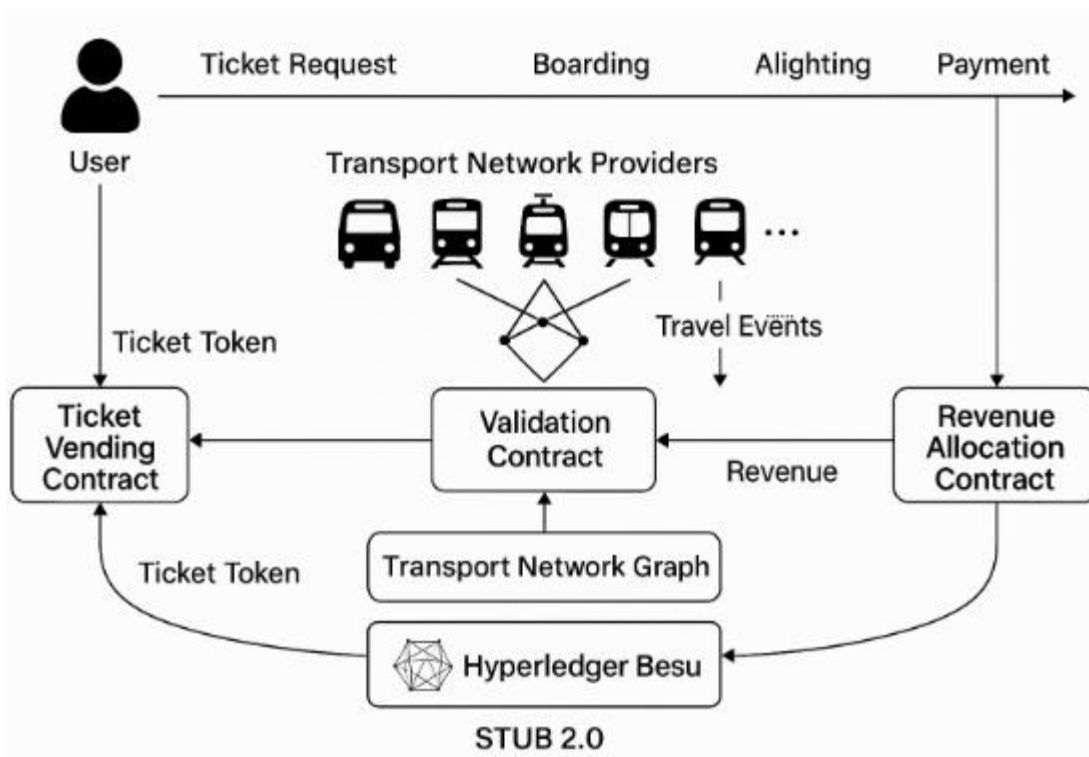 Ticket Request
Boarding
Alighting
Payment
User
Transport Network Providers
...
Travel Events
Ticket Token
Ticket
Vending
Contract
Validation
Contract
Revenue
Revenue
Allocation
Contract
Transport Network Graph
Ticket Token
Hyperledger Besu
STUB 2.0